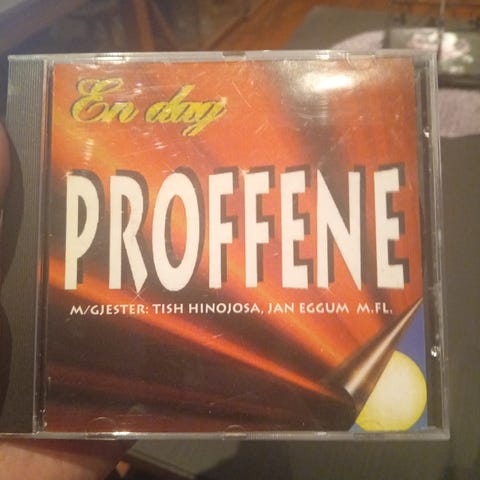 En dag
PROFFENE
M/GJESTER: TISH HINOJOSA, JAN EGGUM M.FL.